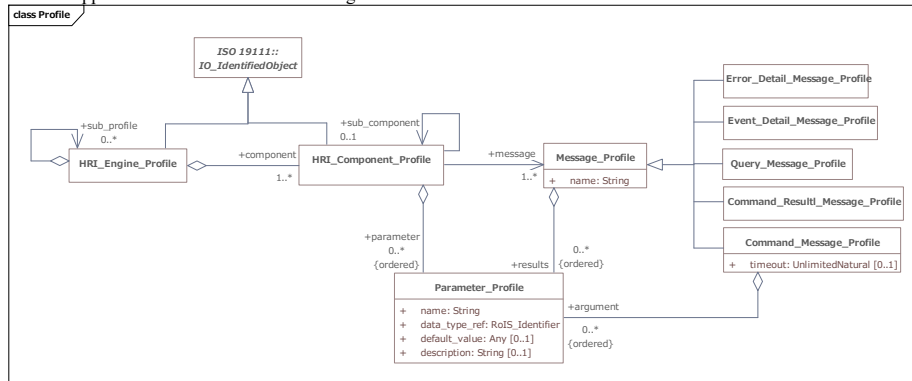 class Profile
ISO 19111::
IO_IdentifiedObject
+sub_profile
0..*
HRI_Engine_Profile
+component
1..*
+sub_component
0..1
HRI_Component_Profile
+message
1..*
Message_Profile
+ name: String
Error_Detail_Message_Profile
Event_Detail_Message_Profile
Query_Message_Profile
Command_Resultl_Message_Profile
Command_Message_Profile
+ timeout: UnlimitedNatural [0..1]
+parameter
0..*
{ordered}
0..*
{ordered}
+results
Parameter_Profile
+ name: String
+ data_type_ref: RoIS_Identifier
+ default_value: Any [0..1]
+ description: String [0..1]
+argument
0..*
{ordered}